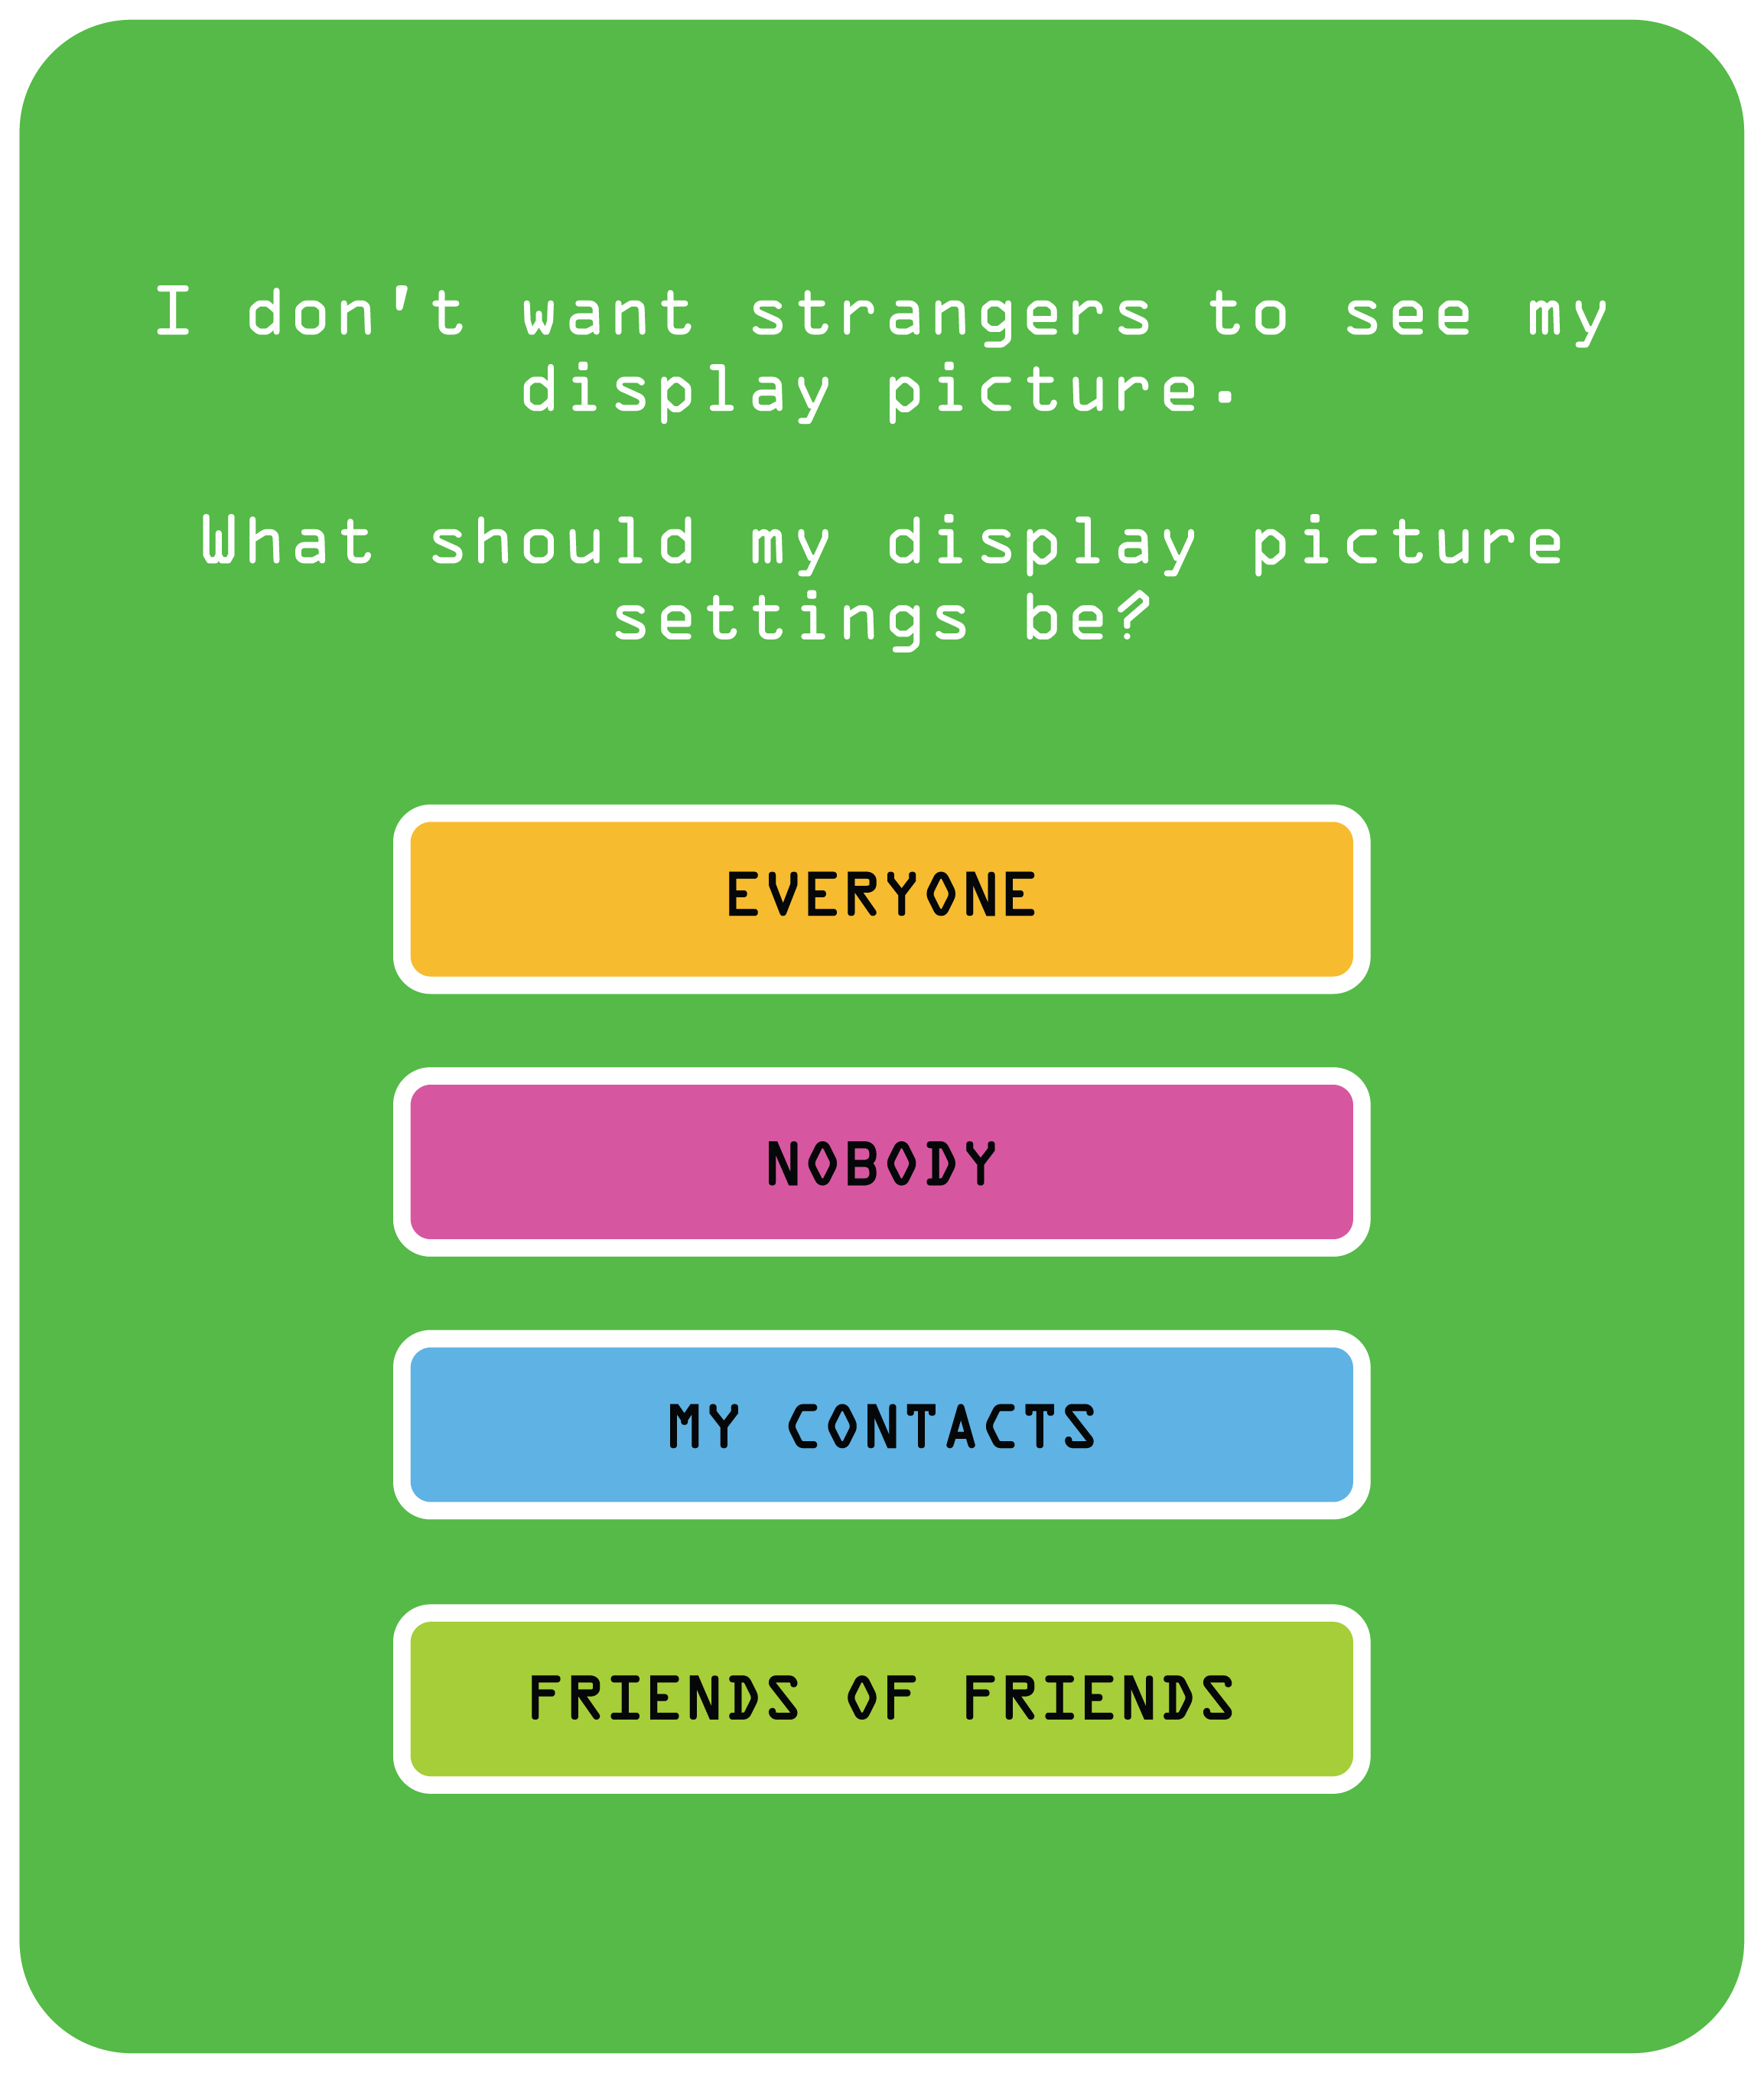 I don't want strangers to see my
display picture.
What should my display picture
settings be?
EVERYONE
NOBODY
MY CONTACTS
FRIENDS OF FRIENDS